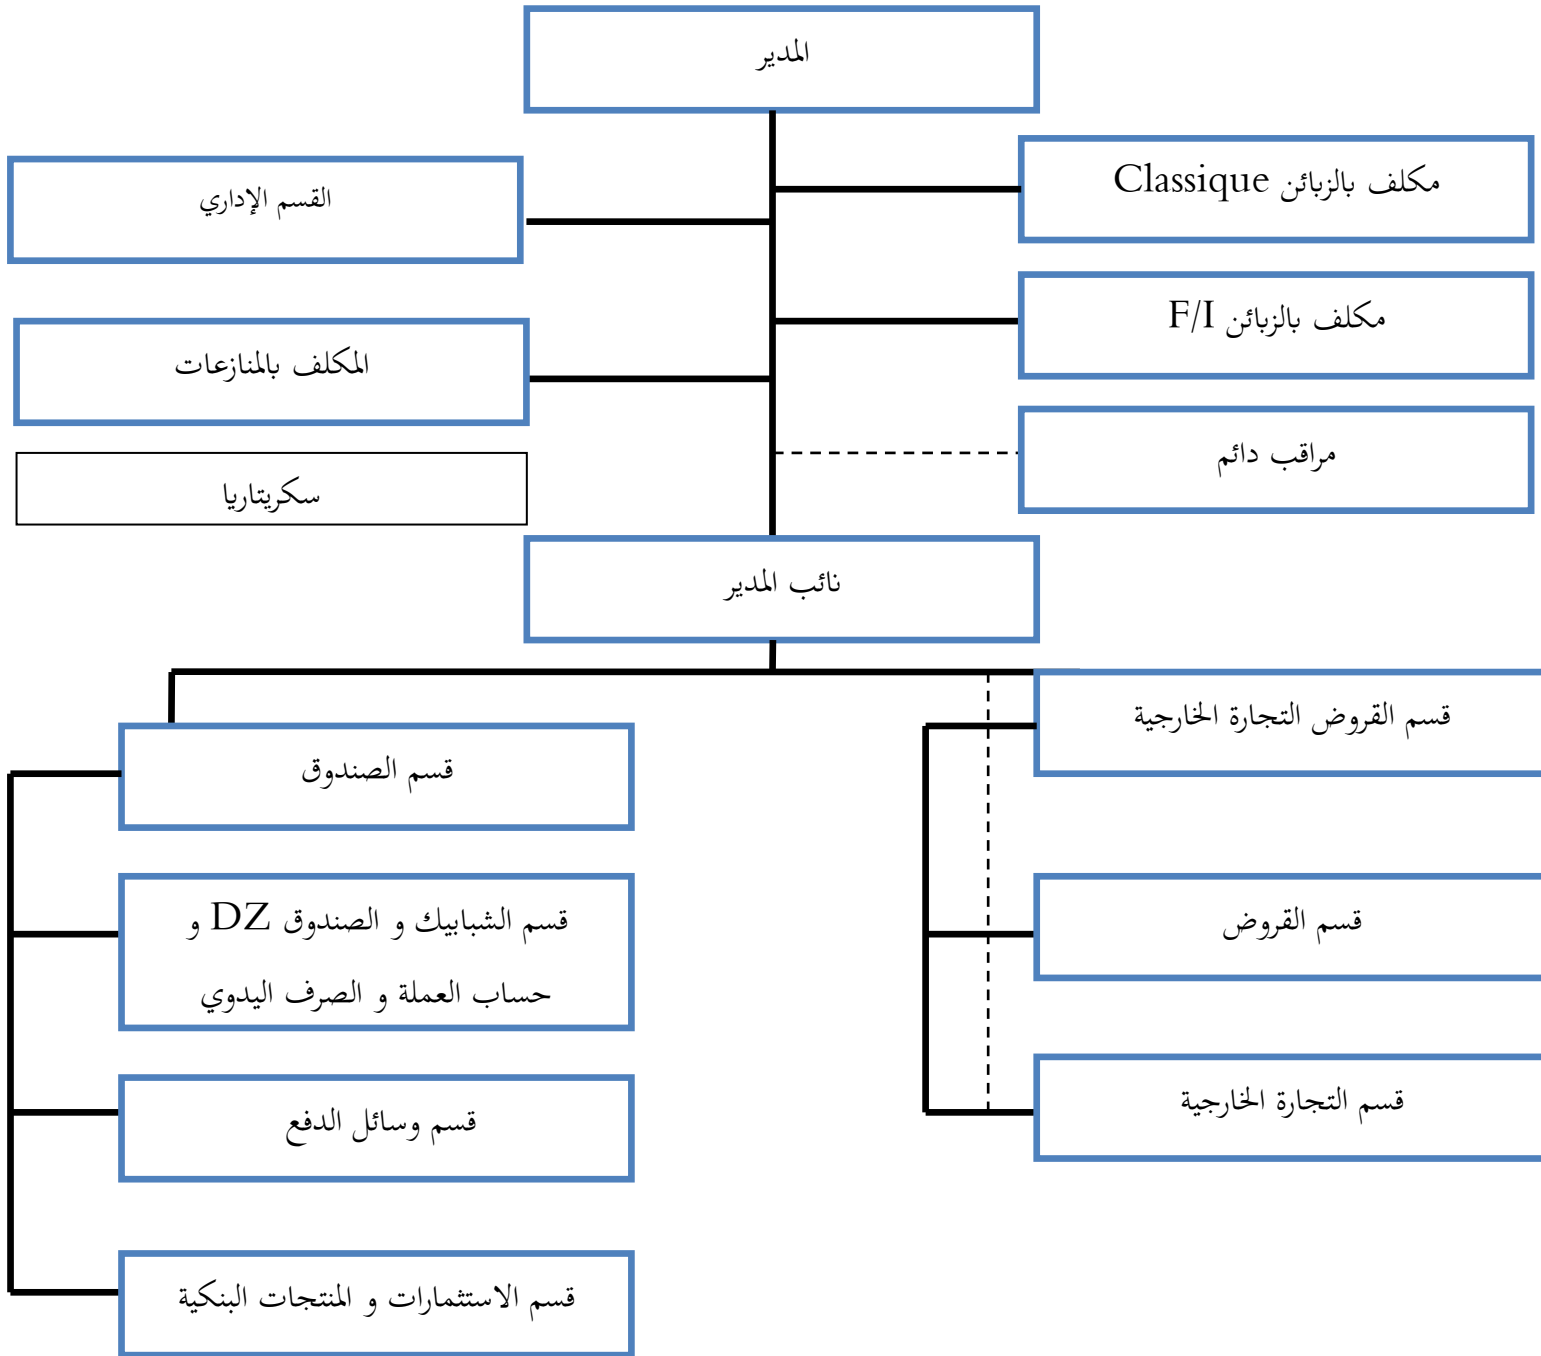 المدير
مكلف بالزبائن Classique
القسم الإداري
مكلف بالزبائن F/I
المكلف بالمنازعات
مراقب دائم
سكريتاريا
نائب المدير
قسم القروض التجارة الخارجية
قسم الصندوق
قسم القروض
قسم الشبابيك و الصندوق DZ و
حساب العملة و الصرف اليدوي
قسم التجارة الخارجية
قسم وسائل الدفع
قسم الاستثمارات و المنتجات البنكية